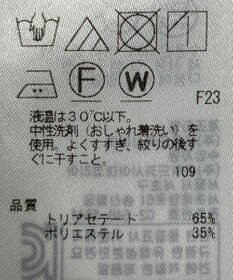 F
W
F23
液温は30℃以下。
中性洗剤（おしゃれ着洗い）を
使用。よくすすぎ、絞りの後す
ぐに干すこと。
109
品質
トリアセテート 65%
ポリエステル 35%